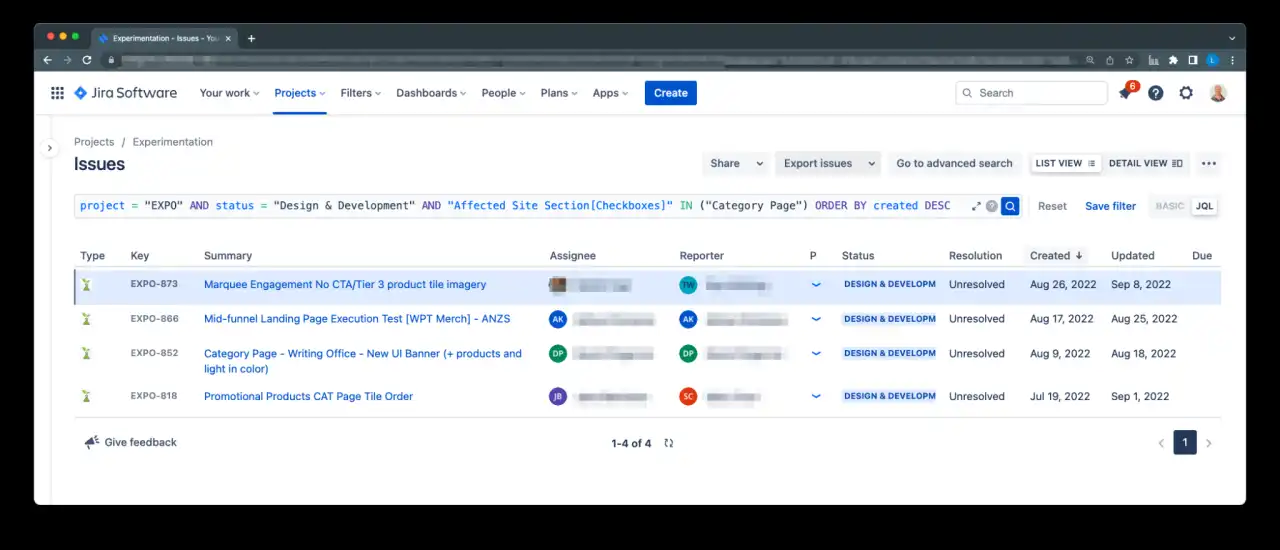 Experimentation - Issues - You
Jira Software Your work Projects Filters Dashboards People Plans Apps Create Search 6
Projects / Experimentation
Issues Share Export issues Go to advanced search LIST VIEW DETAIL VIEW
project = "EXPO" AND status = "Design & Development" AND "Affected Site Section[Checkboxes]" IN ("Category Page") ORDER BY created DESC Reset Save filter BASIC JQL
Type Key Summary Assignee Reporter P Status Resolution Created Updated Due
EXPO-873 Marquee Engagement No CTA/Tier 3 product tile imagery TW DESIGN & DEVELOPM Unresolved Aug 26, 2022 Sep 8, 2022
EXPO-866 Mid-funnel Landing Page Execution Test [WPT Merch] - ANZS AK AK DESIGN & DEVELOPM Unresolved Aug 17, 2022 Aug 25, 2022
EXPO-852 Category Page - Writing Office - New UI Banner (+ products and DP DP DESIGN & DEVELOPM Unresolved Aug 9, 2022 Aug 18, 2022
light in color)
EXPO-818 Promotional Products CAT Page Tile Order JB SC DESIGN & DEVELOPM Unresolved Jul 19, 2022 Sep 1, 2022
Give feedback 1-4 of 4 1